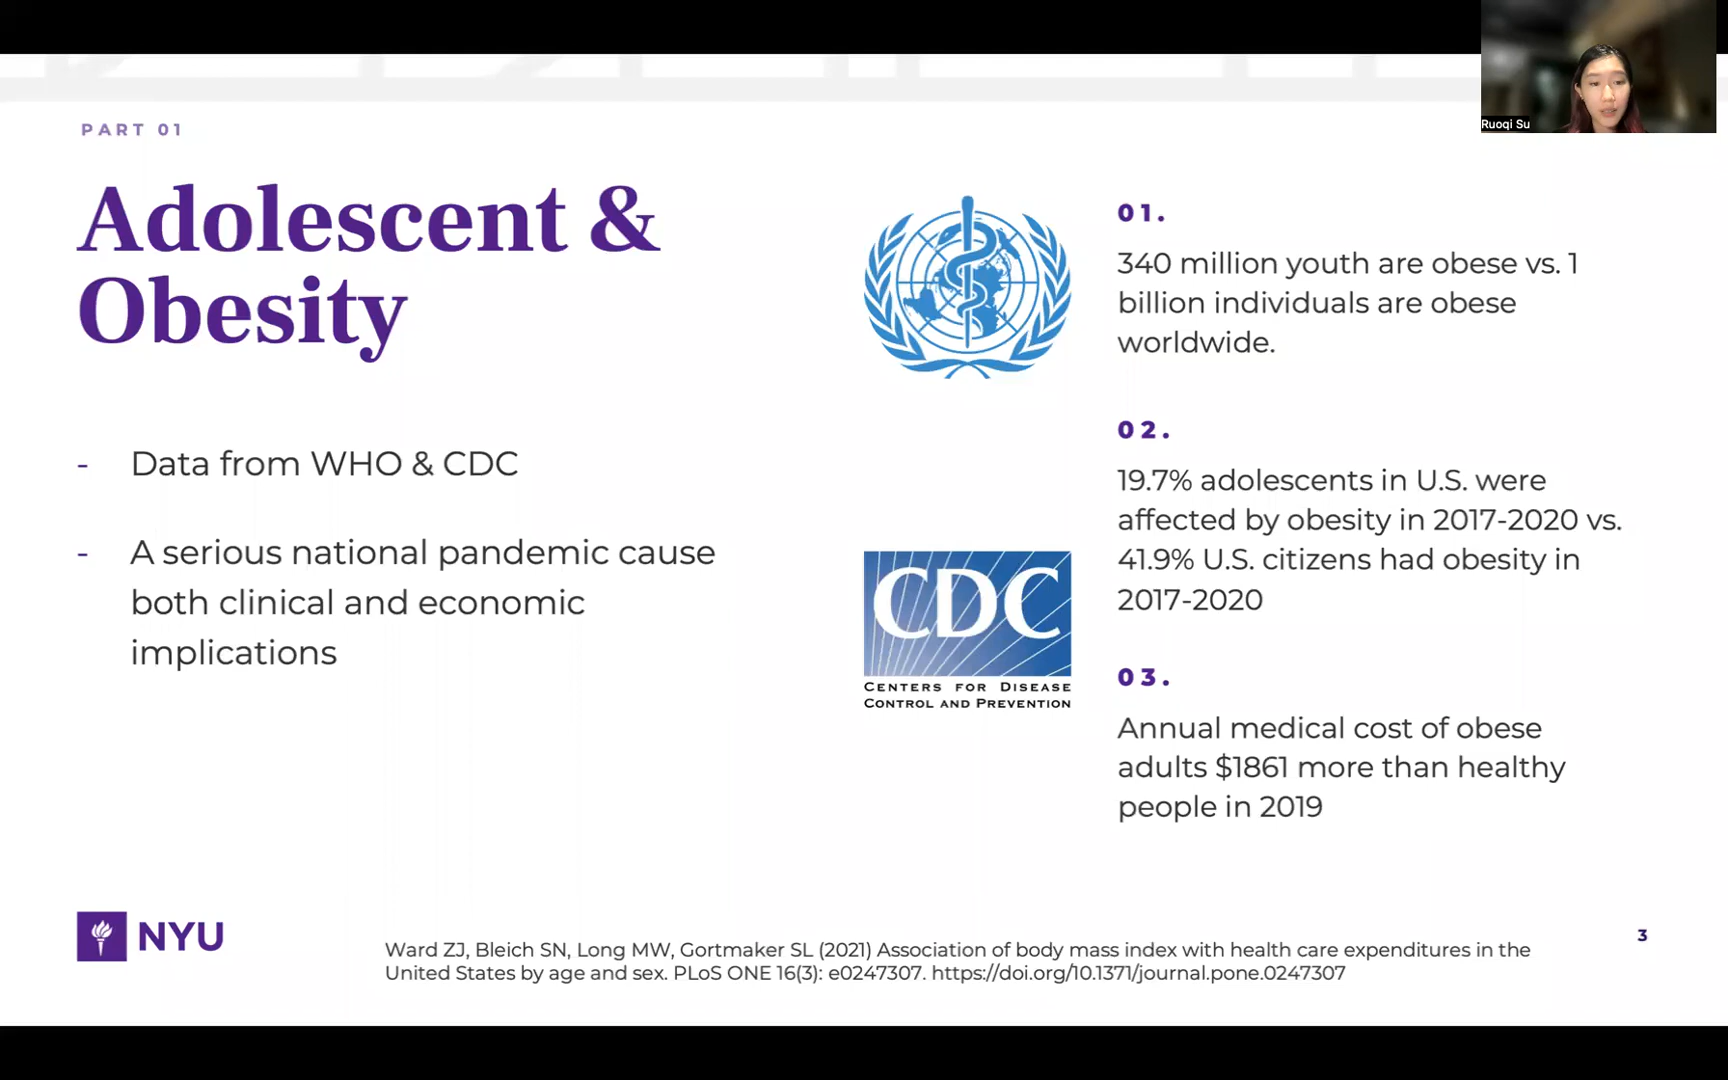 Ruoqi Su
PART 01
Adolescent &
Obesity
- Data from WHO & CDC
- A serious national pandemic cause
both clinical and economic
implications
CDC
CENTERS FOR DISEASE
CONTROL AND PREVENTION
01.
340 million youth are obese vs. 1
billion individuals are obese
worldwide.
02.
19.7% adolescents in U.S. were
affected by obesity in 2017-2020 vs.
41.9% U.S. citizens had obesity in
2017-2020
03.
Annual medical cost of obese
adults $1861 more than healthy
people in 2019
NYU
Ward ZJ, Bleich SN, Long MW, Gortmaker SL (2021) Association of body mass index with health care expenditures in the
United States by age and sex. PLoS ONE 16(3): e0247307. https://doi.org/10.1371/journal.pone.0247307
3